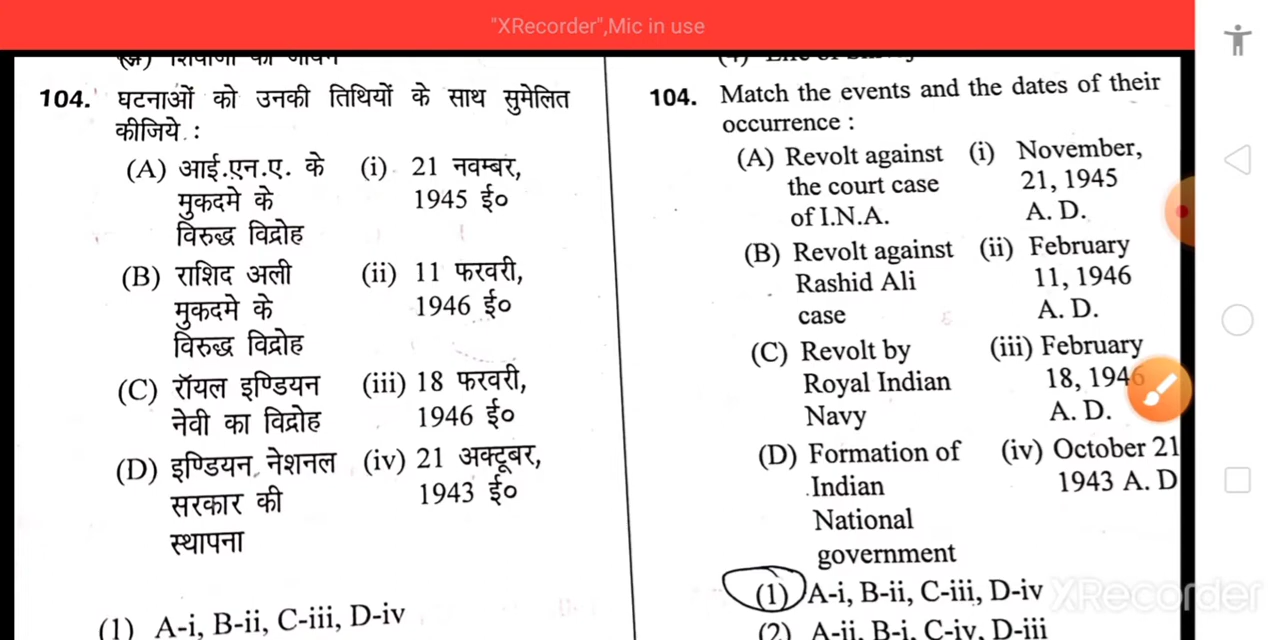 "XRecorder",Mic in use
104. घटनाओं को उनकी तिथियों के साथ सुमेलित
कीजिये :
(A) आई.एन.ए. के (i) 21 नवम्बर,
मुकदमे के 1945 ई०
विरुद्ध विद्रोह
(B) राशिद अली (ii) 11 फरवरी,
मुकदमे के 1946 ई०
विरुद्ध विद्रोह
(C) रॉयल इण्डियन (iii) 18 फरवरी,
नेवी का विद्रोह 1946 ई०
(D) इण्डियन नेशनल (iv) 21 अक्टूबर,
सरकार की 1943 ई०
स्थापना
(1) A-i, B-ii, C-iii, D-iv
104. Match the events and the dates of their
occurrence :
(A) Revolt against (i) November,
the court case 21, 1945
of I.N.A. A. D.
(B) Revolt against (ii) February
Rashid Ali 11, 1946
case A. D.
(C) Revolt by (iii) February
Royal Indian 18, 1946
Navy A. D.
(D) Formation of (iv) October 21
Indian 1943 A. D
National
government
(1) A-i, B-ii, C-iii, D-iv
(2) A-ii, B-i, C-iv, D-iii
XRecorder